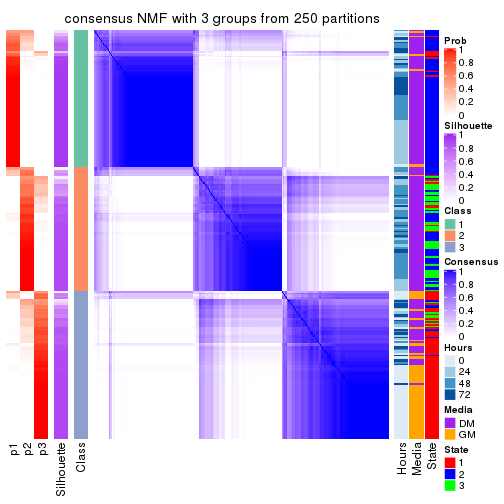 consensus NMF with 3 groups from 250 partitions
p1
p2
p3
Silhouette
Class
Hours
Media
State
Prob
1
0.8
0.6
0.4
0.2
0
Silhouette
1
0.8
0.6
0.4
0.2
0
Class
1
2
3
Consensus
1
0.8
0.6
0.4
0.2
0
Hours
0
24
48
72
Media
DM
GM
State
1
2
3